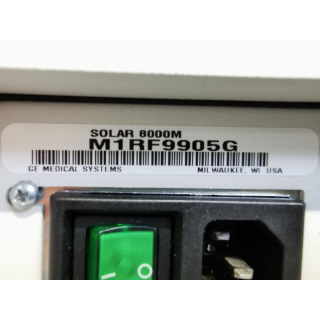 SOLAR 8000M
M1RF9905G
GE MEDICAL SYSTEMS MILWAUKEE, WI USA
I O